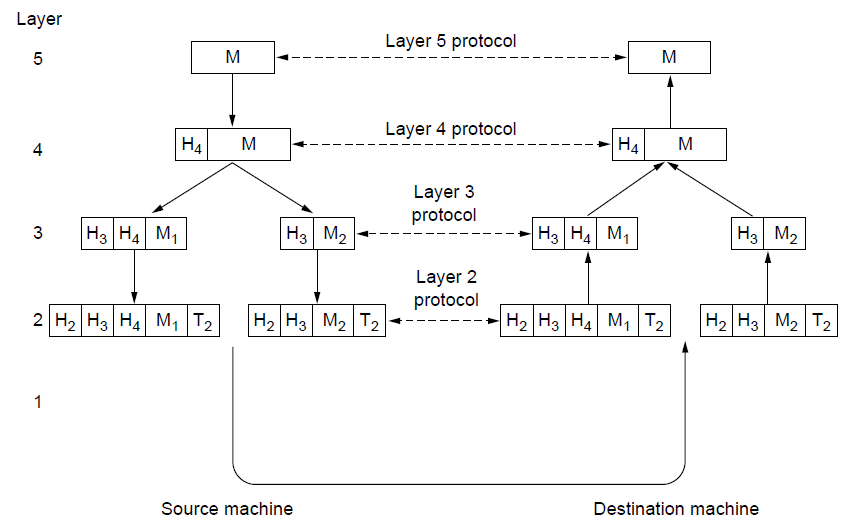 Layer
5 M Layer 5 protocol M
4 H4 M Layer 4 protocol H4 M
3 H3 H4 M1 H3 M2 Layer 3 protocol H3 H4 M1 H3 M2
2 H2 H3 H4 M1 T2 H2 H3 M2 T2 Layer 2 protocol H2 H3 H4 M1 T2 H2 H3 M2 T2
1
Source machine Destination machine